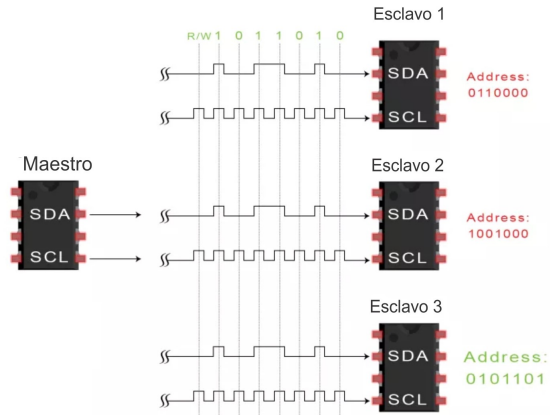 Esclavo 1
R/W 1 0 1 1 0 1 0
SDA
SCL
Address:
0110000
Maestro
SDA
SCL
Esclavo 2
SDA
SCL
Address:
1001000
Esclavo 3
SDA
SCL
Address:
0101101